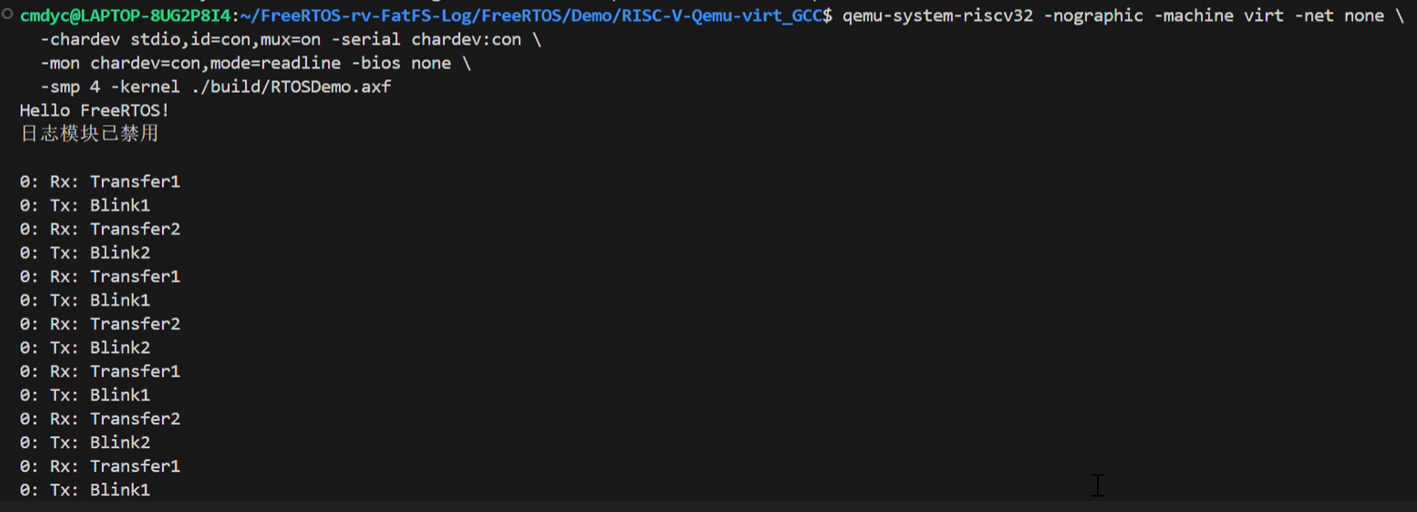 cmdyc@LAPTOP-8UG2P8I4:~/FreeRTOS-rv-FatFS-Log/FreeRTOS/Demo/RISC-V-Qemu-virt_GCC$ qemu-system-riscv32 -nographic -machine virt -net none \
  -chardev stdio,id=con,mux=on -serial chardev:con \
  -mon chardev=con,mode=readline -bios none \
  -smp 4 -kernel ./build/RTOSDemo.axf
Hello FreeRTOS!
日志模块已禁用

0: Rx: Transfer1
0: Tx: Blink1
0: Rx: Transfer2
0: Tx: Blink2
0: Rx: Transfer1
0: Tx: Blink1
0: Rx: Transfer2
0: Tx: Blink2
0: Rx: Transfer1
0: Tx: Blink1
0: Rx: Transfer2
0: Tx: Blink2
0: Rx: Transfer1
0: Tx: Blink1